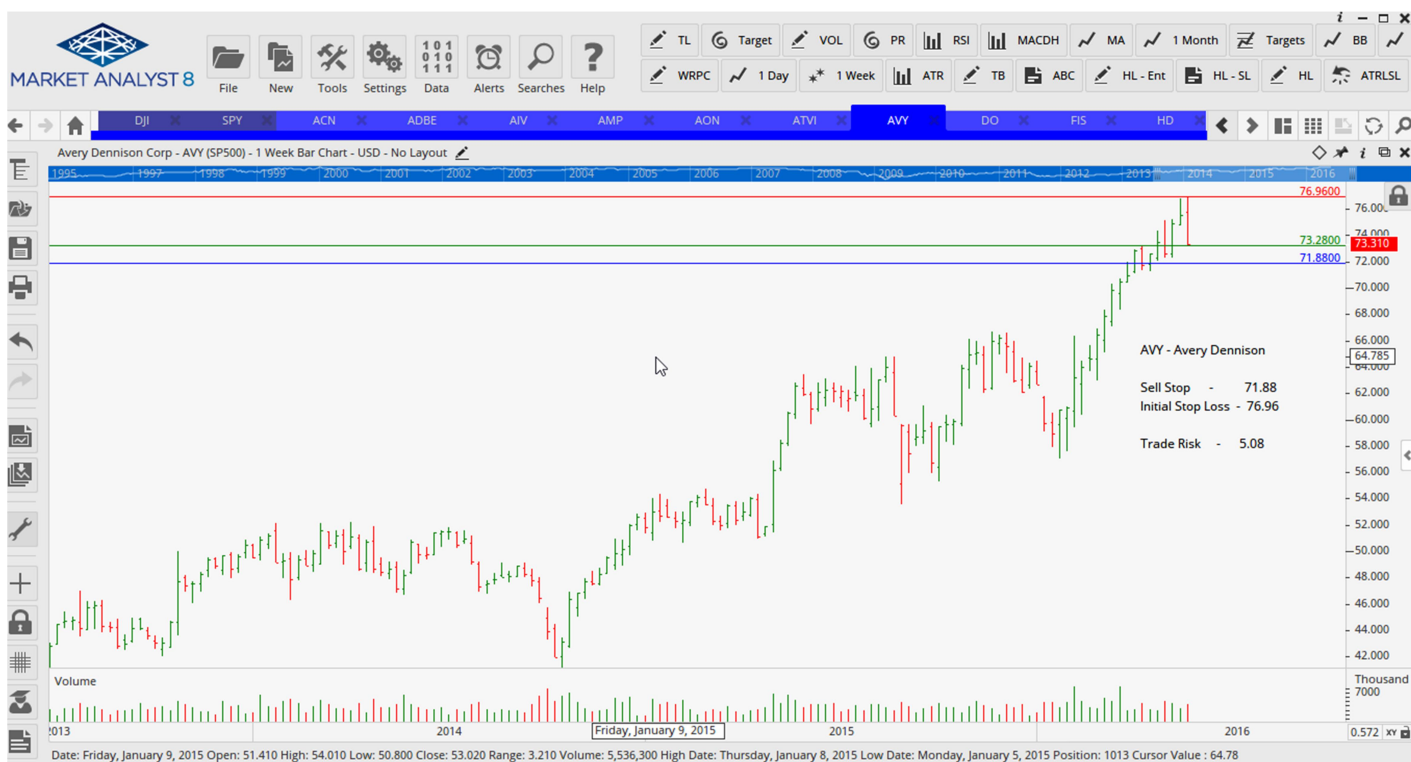 i
MARKET ANALYST 8
File New Tools Settings Data Alerts Searches Help
101 010 111
TL Target VOL PR RSI MACDH MA 1 Month Targets BB
WRPC 1 Day 1 Week ATR TB ABC HL - Ent HL - SL HL ATRLSL
DJI SPY ACN ADBE AIV AMP AON ATVI AVY DO FIS HD
Avery Dennison Corp - AVY (SP500) - 1 Week Bar Chart - USD - No Layout
1995 1997 1998 1999 2000 2001 2002 2003 2004 2005 2006 2007 2008 2009 2010 2011 2012 2013 2014 2015 2016
76.9600
76.000
74.000
73.2800
73.310
71.8800
72.000
70.000
68.000
66.000
AVY - Avery Dennison
64.785
64.000
Sell Stop - 71.88
62.000
Initial Stop Loss - 76.96
60.000
Trade Risk - 5.08
58.000
56.000
54.000
52.000
50.000
48.000
46.000
44.000
42.000
Volume
Thousand
7000
2013 2014 Friday, January 9, 2015 2015 2016 0.572 XY
Date: Friday, January 9, 2015 Open: 51.410 High: 54.010 Low: 50.800 Close: 53.020 Range: 3.210 Volume: 5,536,300 High Date: Thursday, January 8, 2015 Low Date: Monday, January 5, 2015 Position: 1013 Cursor Value : 64.78